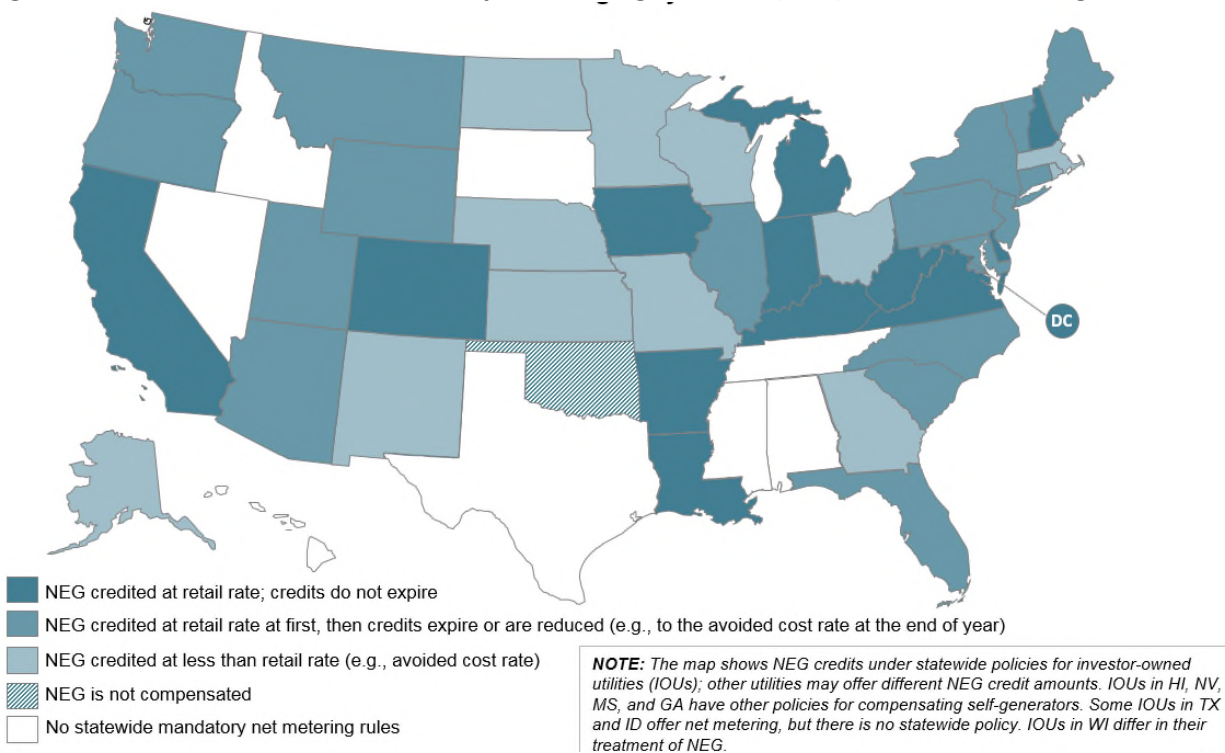 DC
NEG credited at retail rate; credits do not expire
NEG credited at retail rate at first, then credits expire or are reduced (e.g., to the avoided cost rate at the end of year)
NEG credited at less than retail rate (e.g., avoided cost rate)
NEG is not compensated
No statewide mandatory net metering rules
NOTE: The map shows NEG credits under statewide policies for investor-owned
utilities (IOUs); other utilities may offer different NEG credit amounts. IOUs in HI, NV,
MS, and GA have other policies for compensating self-generators. Some IOUs in TX
and ID offer net metering, but there is no statewide policy. IOUs in WI differ in their
treatment of NEG.